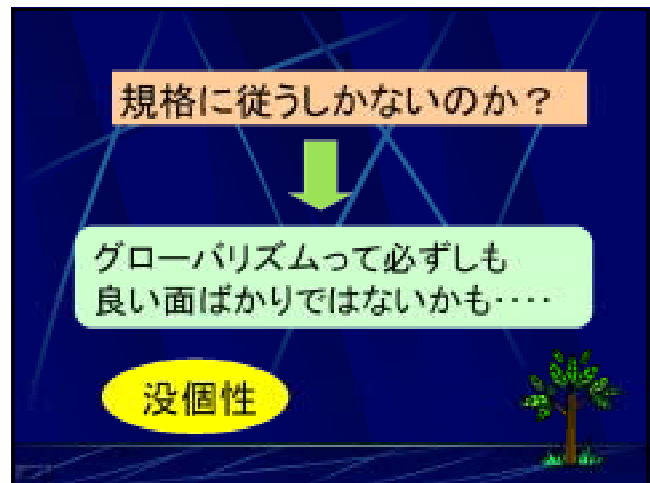 規格に従うしかないのか？
グローバリズムって必ずしも
良い面ばかりではないかも‥‥
没個性